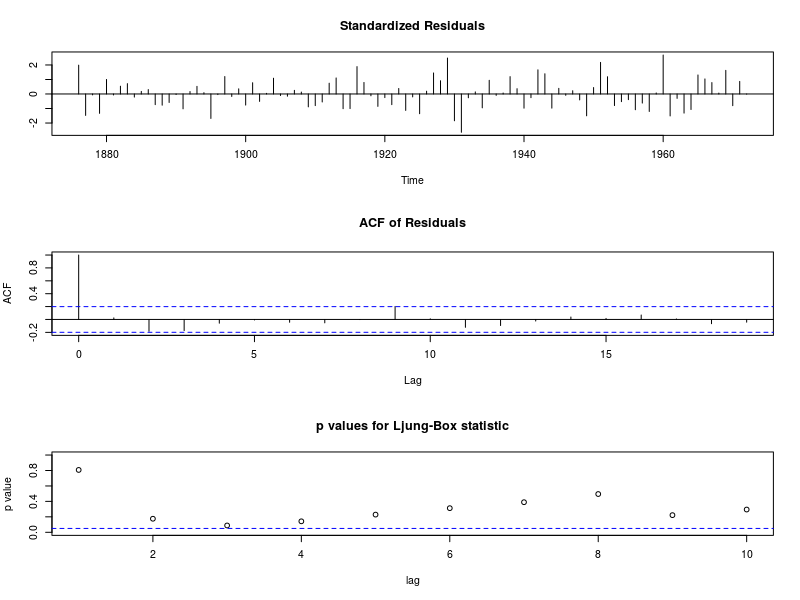 Standardized Residuals
2
0
-2
1880 1900 1920 1940 1960
Time
ACF of Residuals
ACF
0.8
0.4
-0.2
0 5 10 15
Lag
p values for Ljung-Box statistic
p value
0.8
0.4
0.0
2 4 6 8 10
lag